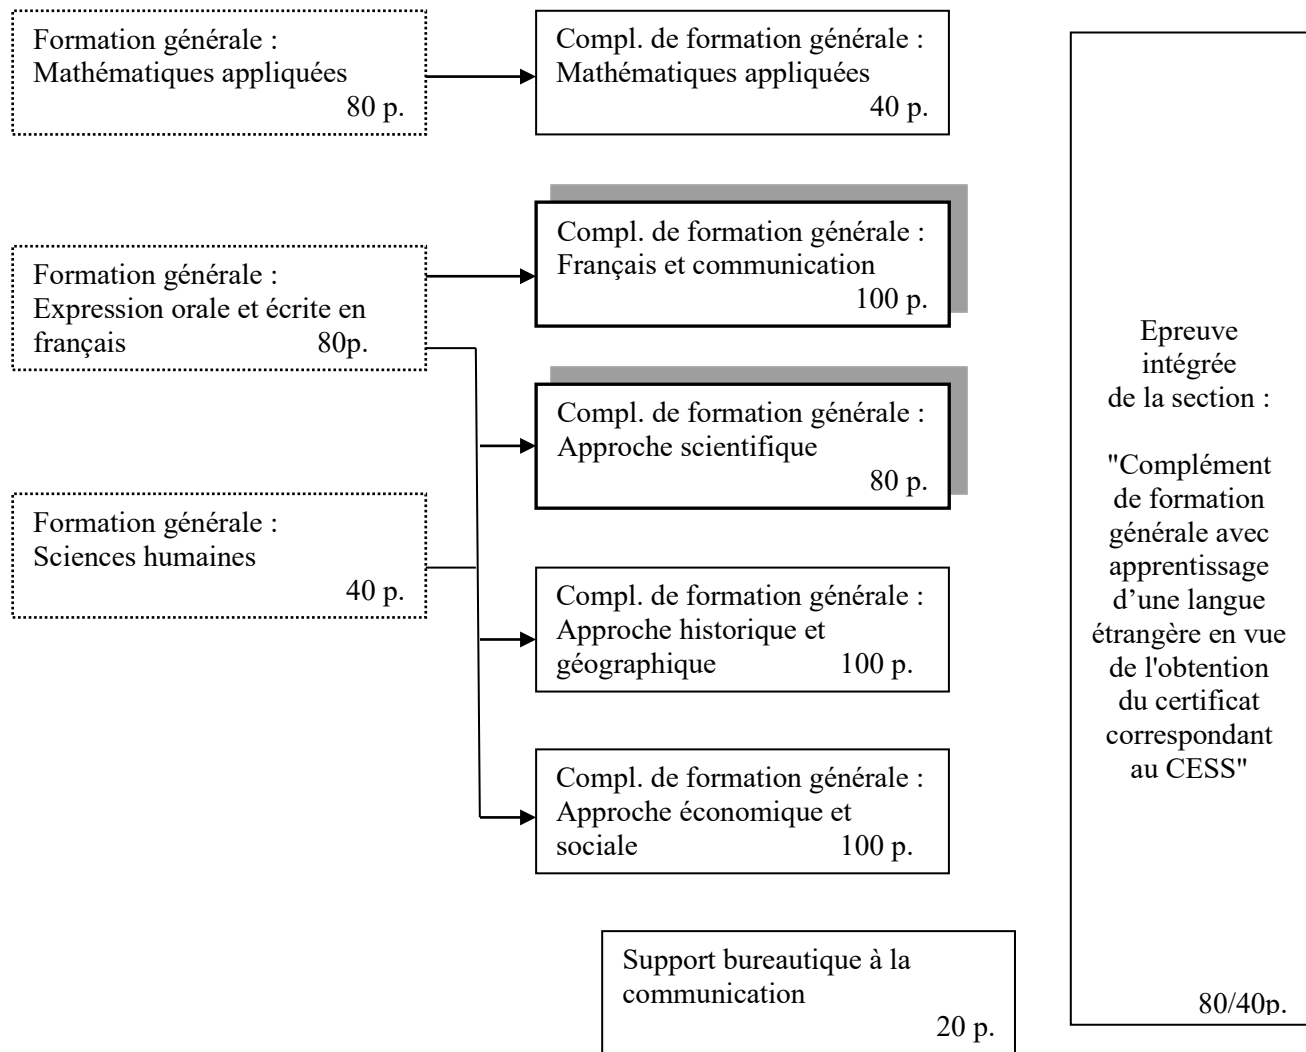 Formation générale :
Mathématiques appliquées
80 p.
Compl. de formation générale :
Mathématiques appliquées
40 p.
Formation générale :
Expression orale et écrite en
français 80p.
Compl. de formation générale :
Français et communication
100 p.
Compl. de formation générale :
Approche scientifique
80 p.
Formation générale :
Sciences humaines
40 p.
Compl. de formation générale :
Approche historique et
géographique 100 p.
Compl. de formation générale :
Approche économique et
sociale 100 p.
Support bureautique à la
communication
20 p.
Epreuve
intégrée
de la section :
"Complément
de formation
générale avec
apprentissage
d’une langue
étrangère en vue
de l'obtention
du certificat
correspondant
au CESS"
80/40p.